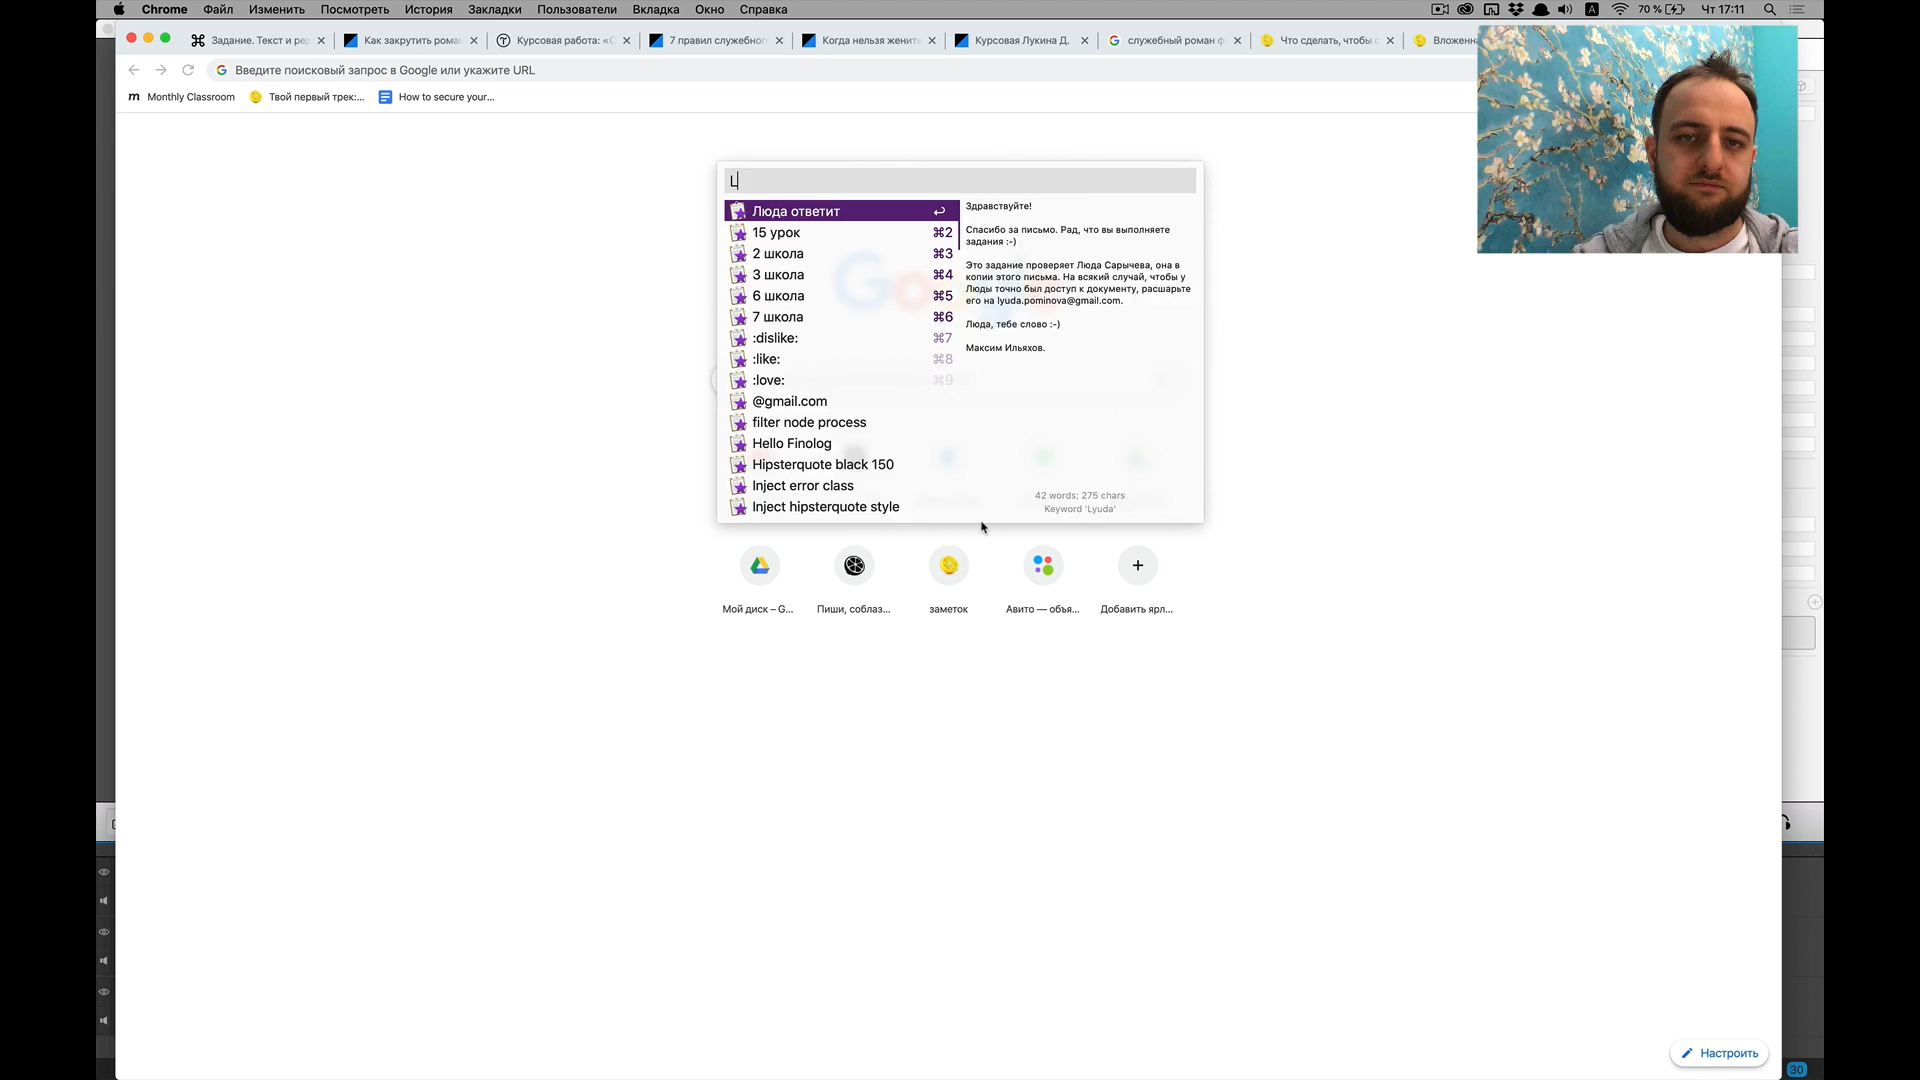 Chrome Файл Изменить Посмотреть История Закладки Пользователи Вкладка Окно Справка
70 % Чт 17:11
Задание. Текст и ред
Как закрутить рома
Курсовая работа: «С
7 правил служебног
Когда нельзя женить
Курсовая Лукина Д.
служебный роман ф
Что сделать, чтобы с
Вложенн
Введите поисковый запрос в Google или укажите URL
Monthly Classroom
Твой первый трек:...
How to secure your...
L
Люда ответит
15 урок ⌘2
2 школа ⌘3
3 школа ⌘4
6 школа ⌘5
7 школа ⌘6
:dislike: ⌘7
:like: ⌘8
:love: ⌘9
@gmail.com
filter node process
Hello Finolog
Hipsterquote black 150
Inject error class
Inject hipsterquote style
Здравствуйте!
Спасибо за письмо. Рад, что вы выполняете
задания :-)
Это задание проверяет Люда Сарычева, она в
копии этого письма. На всякий случай, чтобы у
Люды точно был доступ к документу, расшарьте
его на lyuda.pominova@gmail.com.
Люда, тебе слово :-)
Максим Ильяхов.
42 words; 275 chars
Keyword 'Lyuda'
Мой диск – G...
Пиши, соблаз...
заметок
Авито — объя...
Добавить ярл...
Настроить
30